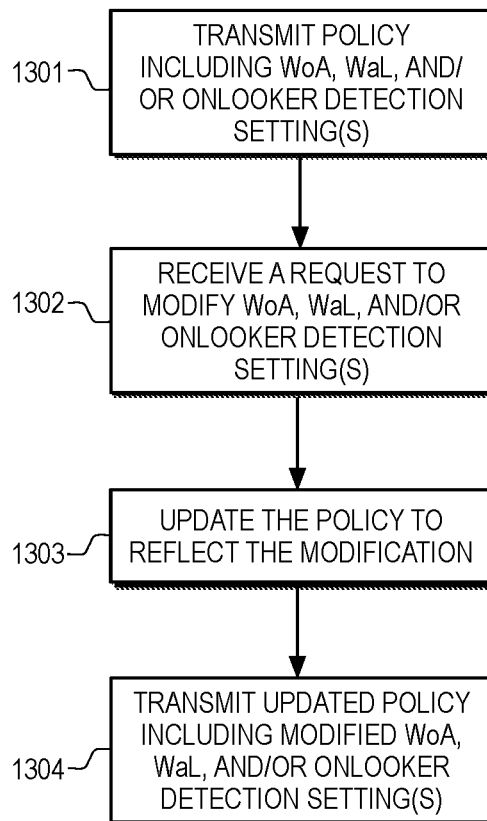 1301
TRANSMIT POLICY
INCLUDING WoA, WaL, AND/
OR ONLOOKER DETECTION
SETTING(S)
1302
RECEIVE A REQUEST TO
MODIFY WoA, WaL, AND/OR
ONLOOKER DETECTION
SETTING(S)
1303
UPDATE THE POLICY TO
REFLECT THE MODIFICATION
1304
TRANSMIT UPDATED POLICY
INCLUDING MODIFIED WoA,
WaL, AND/OR ONLOOKER
DETECTION SETTING(S)